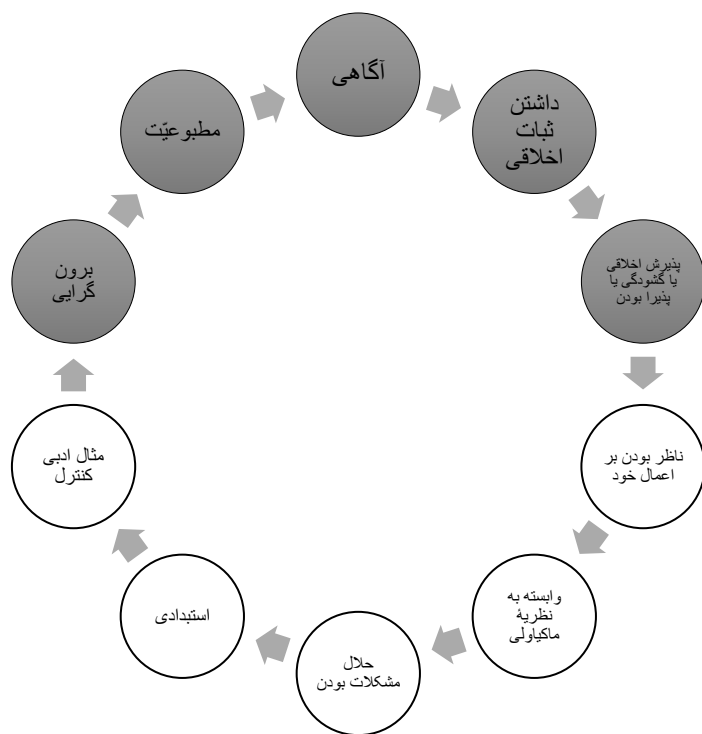 آگاهی
داشتن
ثبات
اخلاقی
پذیرش اخلاقی
یا گشودگی یا
پذیرا بودن
ناظر بودن بر
اعمال خود
وابسته به
نظریۀ
ماکیاولی
حلال
مشکلات بودن
استبدادی
مثال ادبی
کنترل
برون
گرایی
مطبوعیّت